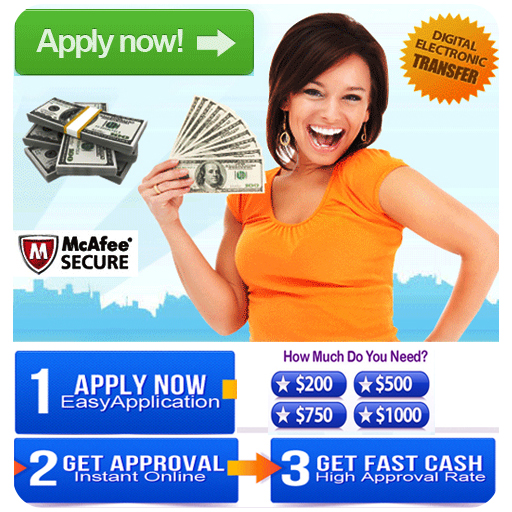 Apply now!
DIGITAL
ELECTRONIC
TRANSFER
McAfee®
SECURE
How Much Do You Need?
1 APPLY NOW
EasyApplication
$200
$500
$750
$1000
2 GET APPROVAL
Instant Online
3 GET FAST CASH
High Approval Rate